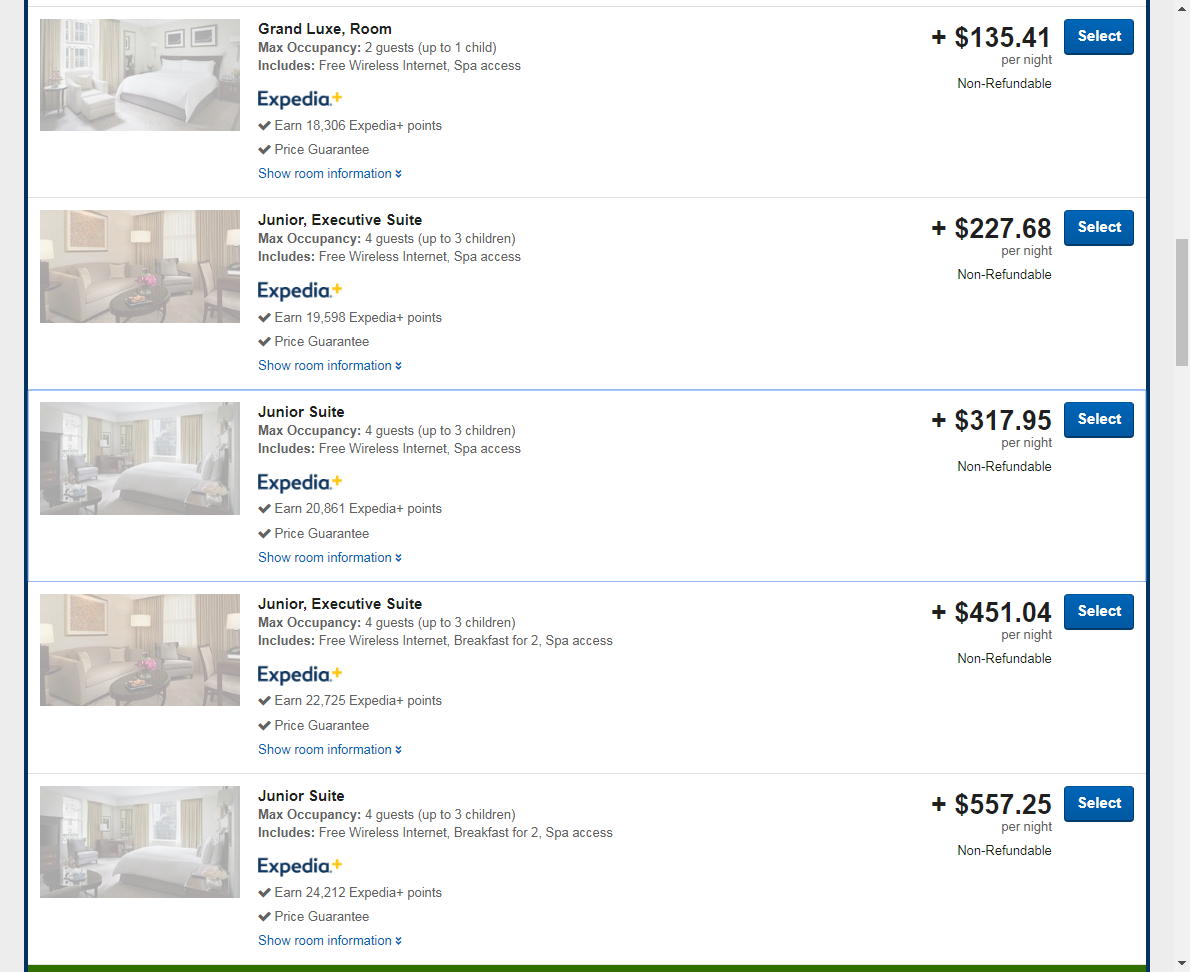 Grand Luxe, Room
Max Occupancy: 2 guests (up to 1 child)
Includes: Free Wireless Internet, Spa access
Expedia.+
Earn 18,306 Expedia+ points
Price Guarantee
Show room information
+ $135.41
per night
Non-Refundable
Select
Junior, Executive Suite
Max Occupancy: 4 guests (up to 3 children)
Includes: Free Wireless Internet, Spa access
Expedia.+
Earn 19,598 Expedia+ points
Price Guarantee
Show room information
+ $227.68
per night
Non-Refundable
Select
Junior Suite
Max Occupancy: 4 guests (up to 3 children)
Includes: Free Wireless Internet, Spa access
Expedia.+
Earn 20,861 Expedia+ points
Price Guarantee
Show room information
+ $317.95
per night
Non-Refundable
Select
Junior, Executive Suite
Max Occupancy: 4 guests (up to 3 children)
Includes: Free Wireless Internet, Breakfast for 2, Spa access
Expedia.+
Earn 22,725 Expedia+ points
Price Guarantee
Show room information
+ $451.04
per night
Non-Refundable
Select
Junior Suite
Max Occupancy: 4 guests (up to 3 children)
Includes: Free Wireless Internet, Breakfast for 2, Spa access
Expedia.+
Earn 24,212 Expedia+ points
Price Guarantee
Show room information
+ $557.25
per night
Non-Refundable
Select